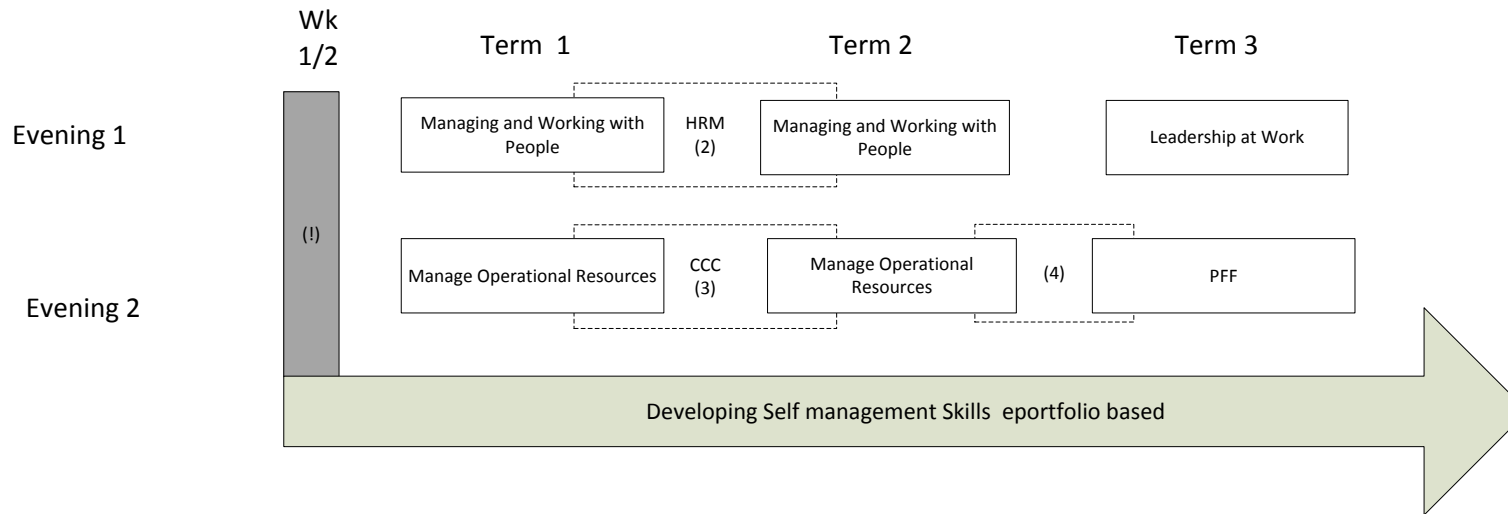 Wk
1/2
Term 1
Term 2
Term 3
Evening 1
Managing and Working with
People
HRM
(2)
Managing and Working with
People
Leadership at Work
(!)
Evening 2
Manage Operational Resources
CCC
(3)
Manage Operational
Resources
(4)
PFF
Developing Self management Skills eportfolio based